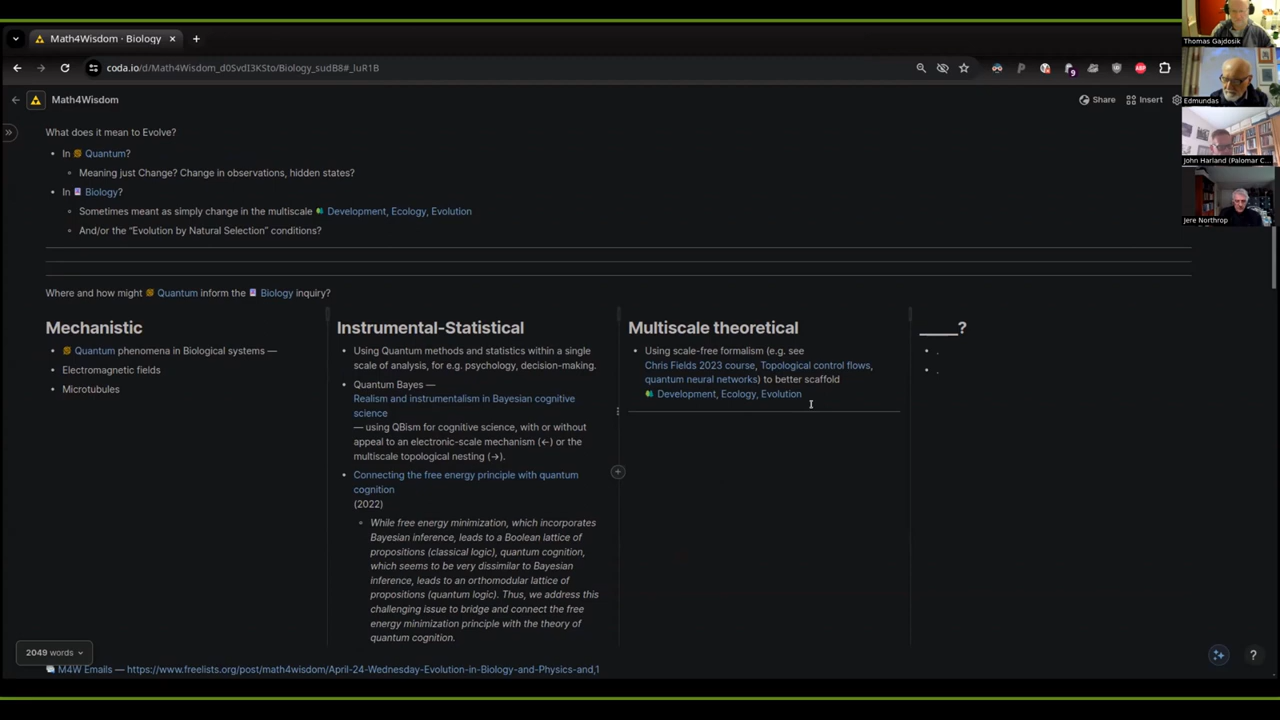 Math4Wisdom · Biology
coda.io/d/Math4Wisdom_d0SvdI3KSto/Biology_sudB8#_luR1B
9
ABP
Thomas Gajdosik
Math4Wisdom
Share
Insert
Edmundas
What does it mean to Evolve?
In Quantum?
John Harland (Palomar C...
Meaning just Change? Change in observations, hidden states?
In Biology?
Sometimes meant as simply change in the multiscale Development, Ecology, Evolution
Jere Northrop
And/or the “Evolution by Natural Selection” conditions?
Where and how might Quantum inform the Biology inquiry?
Mechanistic
Quantum phenomena in Biological systems —
Electromagnetic fields
Microtubules
Instrumental-Statistical
Using Quantum methods and statistics within a single
scale of analysis, for e.g. psychology, decision-making.
Quantum Bayes —
Realism and instrumentalism in Bayesian cognitive
science
— using QBism for cognitive science, with or without
appeal to an electronic-scale mechanism (←) or the
multiscale topological nesting (→).
Connecting the free energy principle with quantum
cognition
(2022)
While free energy minimization, which incorporates
Bayesian inference, leads to a Boolean lattice of
propositions (classical logic), quantum cognition,
which seems to be very dissimilar to Bayesian
inference, leads to an orthomodular lattice of
propositions (quantum logic). Thus, we address this
challenging issue to bridge and connect the free
energy minimization principle with the theory of
quantum cognition.
Multiscale theoretical
Using scale-free formalism (e.g. see
Chris Fields 2023 course, Topological control flows,
quantum neural networks) to better scaffold
Development, Ecology, Evolution
_____?
.
.
2049 words
M4W Emails — https://www.freelists.org/post/math4wisdom/April-24-Wednesday-Evolution-in-Biology-and-Physics-and,1
?